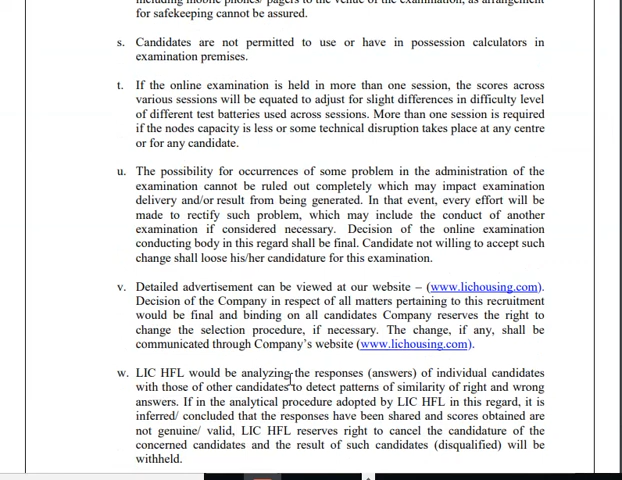 including mobile phones/ pagers to the venue of the examination, as arrangement
for safekeeping cannot be assured.
s. Candidates are not permitted to use or have in possession calculators in
examination premises.
t. If the online examination is held in more than one session, the scores across
various sessions will be equated to adjust for slight differences in difficulty level
of different test batteries used across sessions. More than one session is required
if the nodes capacity is less or some technical disruption takes place at any centre
or for any candidate.
u. The possibility for occurrences of some problem in the administration of the
examination cannot be ruled out completely which may impact examination
delivery and/or result from being generated. In that event, every effort will be
made to rectify such problem, which may include the conduct of another
examination if considered necessary. Decision of the online examination
conducting body in this regard shall be final. Candidate not willing to accept such
change shall loose his/her candidature for this examination.
v. Detailed advertisement can be viewed at our website – (www.lichousing.com).
Decision of the Company in respect of all matters pertaining to this recruitment
would be final and binding on all candidates Company reserves the right to
change the selection procedure, if necessary. The change, if any, shall be
communicated through Company's website (www.lichousing.com).
w. LIC HFL would be analyzing the responses (answers) of individual candidates
with those of other candidates to detect patterns of similarity of right and wrong
answers. If in the analytical procedure adopted by LIC HFL in this regard, it is
inferred/ concluded that the responses have been shared and scores obtained are
not genuine/ valid, LIC HFL reserves right to cancel the candidature of the
concerned candidates and the result of such candidates (disqualified) will be
withheld.